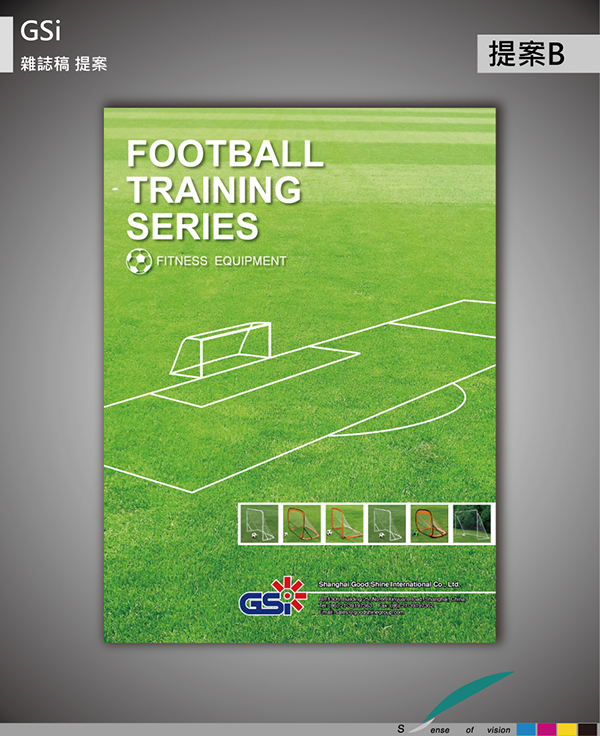 GSi
雜誌稿 提案
提案B
FOOTBALL
TRAINING
SERIES
FITNESS EQUIPMENT
Shanghai Good Shine International Co., Ltd.
GSi
Sense of vision